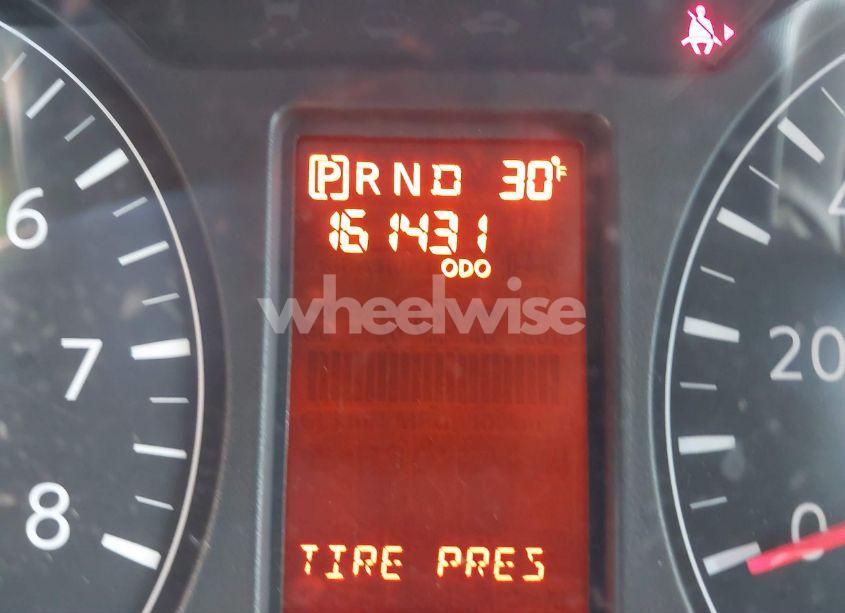 PRND 30°F
161431
ODO
wheelwise
6
7
8
20
0
TIRE PRES